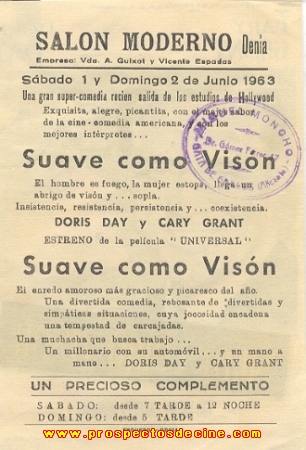 SALON MODERNO Denia
Empresa: Vda. A. Guixot y Vicente Espadas
Sábado 1 y Domingo 2 de Junio 1963
Una gran super-comedia recien salida de los estudios de Hollywood
Exquisita, alegre, picantita, con el mejor sabor
de la cine-comedia americana, y con los
mejores intérpretes...
MONCHO
Dr. Gómez Ferrer
Suave como Visón
El hombre es fuego, la mujer estopa, llega un
abrigo de visón y ... sopla.
Insistencia, resistencia, persistencia y... coexistencia.
DORIS DAY y CARY GRANT
ESTRENO de la película "UNIVERSAL"
Suave como Visón
El enredo amoroso más gracioso y picaresco del año.
Una divertida comedia, rebosante de divertidas y
simpáticas situaciones, cuya jocosidad encadena
una tempestad de carcajadas.
Una muchacha que busca trabajo...
Un millonario con su automóvil... y un mano a
mano... DORIS DAY y CARY GRANT
UN PRECIOSO COMPLEMENTO
SABADO: desde 7 TARDE a 12 NOCHE
DOMINGO: desde 5 TARDE
www.prospectosdecine.com